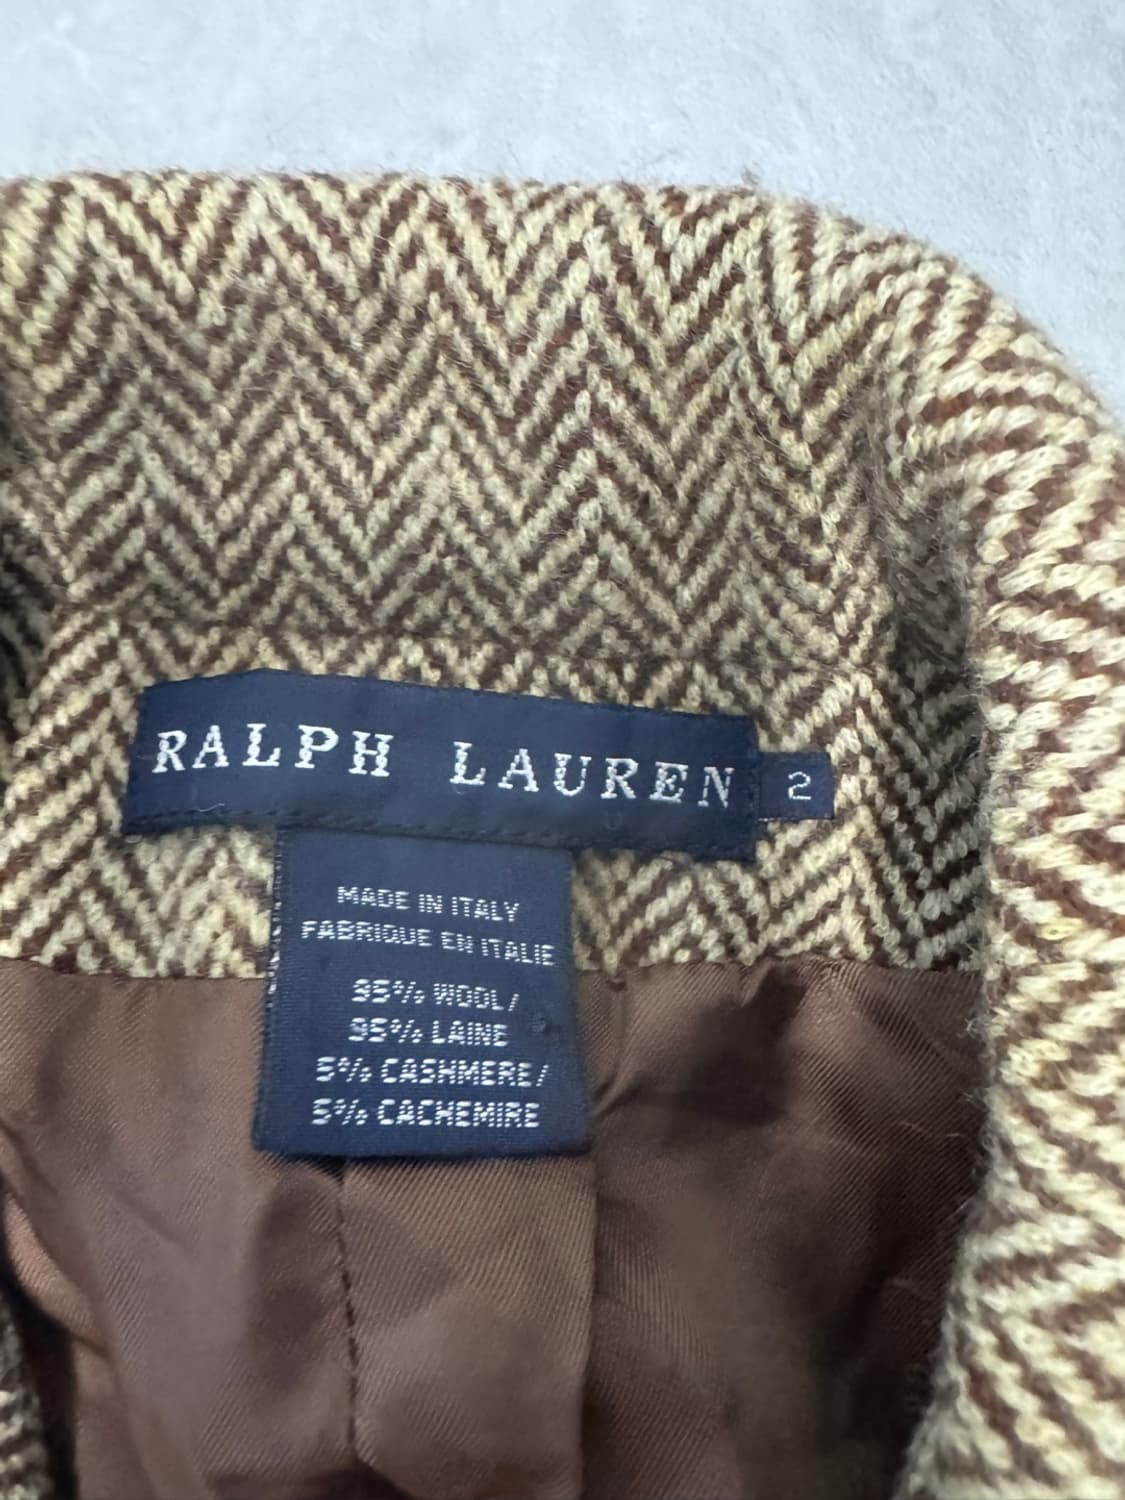 RALPH LAUREN
2
MADE IN ITALY
FABRIQUE EN ITALIE
95% WOOL/
95% LAINE
5% CASHMERE/
5% CACHEMIRE